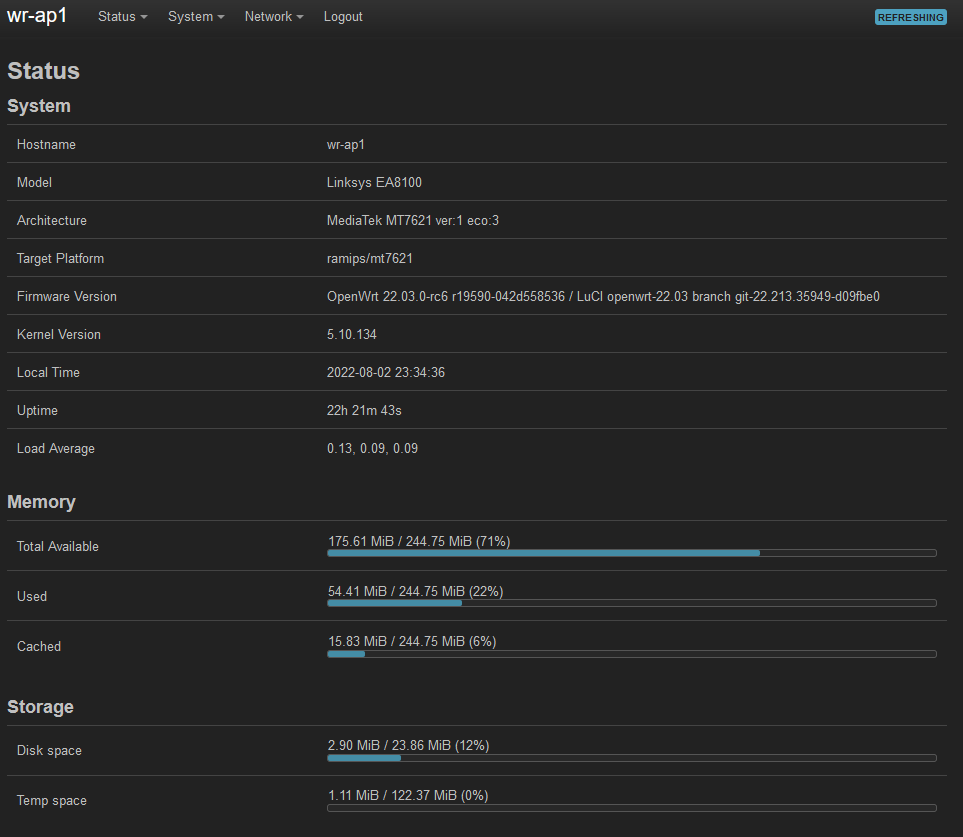 wr-ap1 Status System Network Logout REFRESHING
Status
System
Hostname wr-ap1
Model Linksys EA8100
Architecture MediaTek MT7621 ver:1 eco:3
Target Platform ramips/mt7621
Firmware Version OpenWrt 22.03.0-rc6 r19590-042d558536 / LuCI openwrt-22.03 branch git-22.213.35949-d09fbe0
Kernel Version 5.10.134
Local Time 2022-08-02 23:34:36
Uptime 22h 21m 43s
Load Average 0.13, 0.09, 0.09
Memory
Total Available 175.61 MiB / 244.75 MiB (71%)
Used 54.41 MiB / 244.75 MiB (22%)
Cached 15.83 MiB / 244.75 MiB (6%)
Storage
Disk space 2.90 MiB / 23.86 MiB (12%)
Temp space 1.11 MiB / 122.37 MiB (0%)